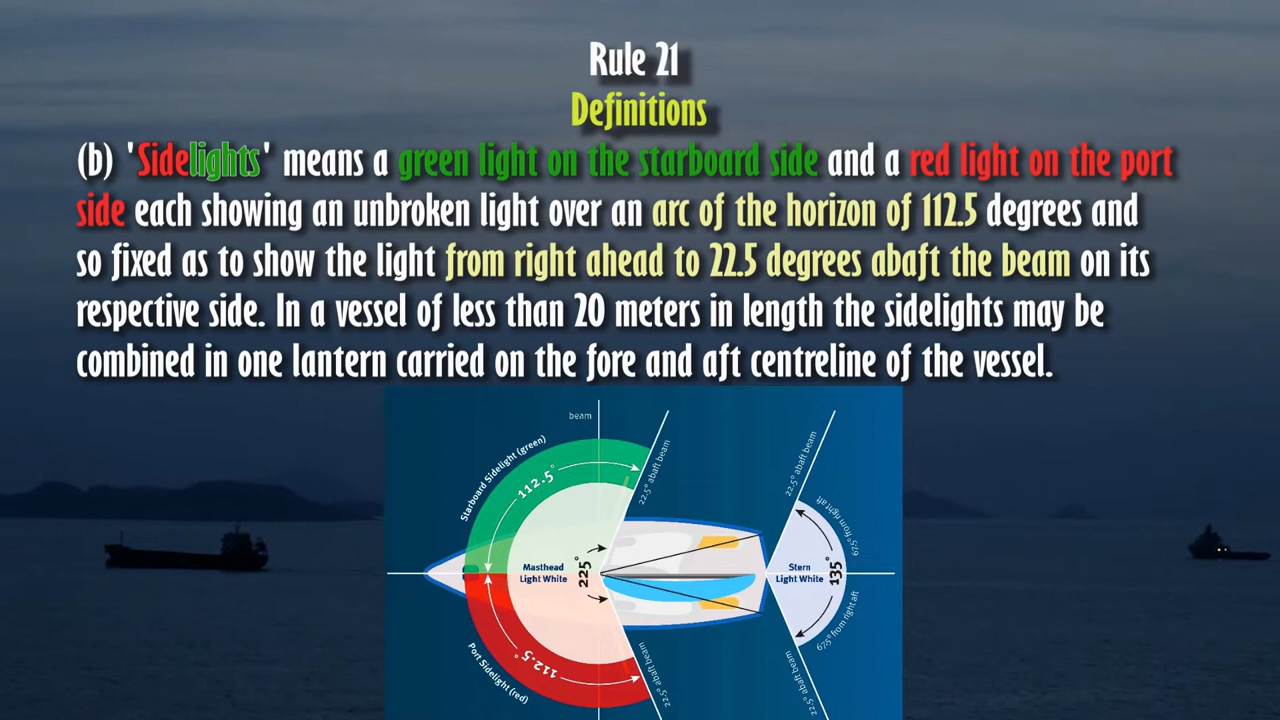 Rule 21
Definitions
(b) 'Sidelights' means a green light on the starboard side and a red light on the port
side each showing an unbroken light over an arc of the horizon of 112.5 degrees and
so fixed as to show the light from right ahead to 22.5 degrees abaft the beam on its
respective side. In a vessel of less than 20 meters in length the sidelights may be
combined in one lantern carried on the fore and aft centreline of the vessel.
beam
Starboard Sidelight (green)
112.5°
22.5° abaft beam
22.5° abaft beam
67.5° from right aft
Masthead
Light White
225°
Stern
Light White
135°
67.5° from right aft
112.5°
Port Sidelight (red)
22.5° abaft beam
22.5° abaft beam